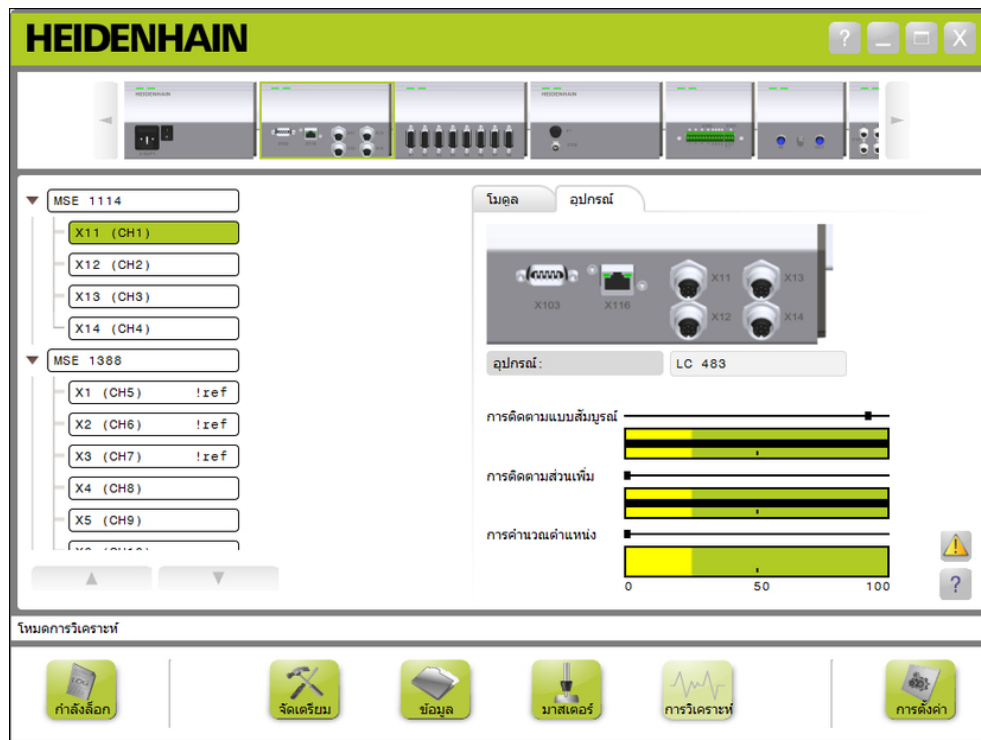 HEIDENHAIN
?
X
HEIDENHAIN
HEIDENHAIN
MSE 1114
X11 (CH1)
X12 (CH2)
X13 (CH3)
X14 (CH4)
MSE 1388
X1 (CH5) !ref
X2 (CH6) !ref
X3 (CH7) !ref
X4 (CH8)
X5 (CH9)
โมดูล
อุปกรณ์
X103
X116
X11
X13
X12
X14
อุปกรณ์:
LC 483
การติดตามแบบสัมบูรณ์
การติดตามส่วนเพิ่ม
การคำนวณตำแหน่ง
0 50 100
?
โหมดการวิเคราะห์
LOG
กำลังล็อก
จัดเตรียม
ข้อมูล
มาสเตอร์
การวิเคราะห์
การตั้งค่า